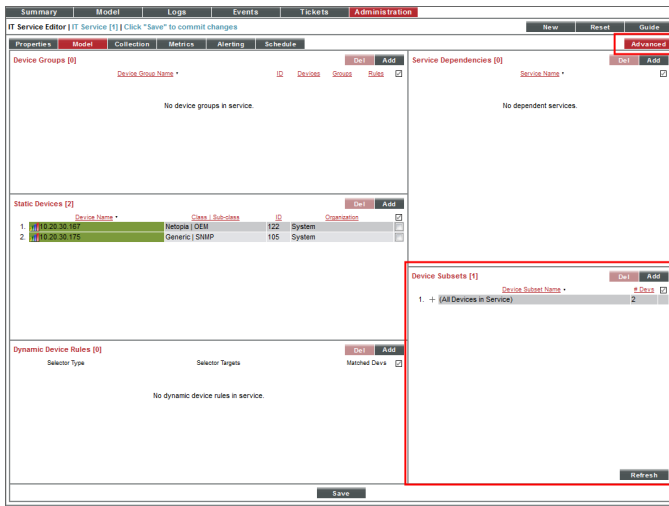 Summary Model Logs Events Tickets Administration
IT Service Editor | IT Service [1] | Click "Save" to commit changes New Reset Guide
Properties Model Collection Metrics Alerting Schedule Advanced
Device Groups [0] Del Add
Device Group Name ID Devices Groups Rules
No device groups in service.
Service Dependencies [0] Del Add
Service Name
No dependent services.
Static Devices [2] Del Add
Device Name Class | Sub-class ID Organization
1. 10.20.30.167 Netopia | OEM 122 System
2. 10.20.30.175 Generic | SNMP 105 System
Device Subsets [1] Del Add
Device Subset Name # Devs
1. + (All Devices in Service) 2
Dynamic Device Rules [0] Del Add
Selector Type Selector Targets Matched Devs
No dynamic device rules in service.
Refresh
Save